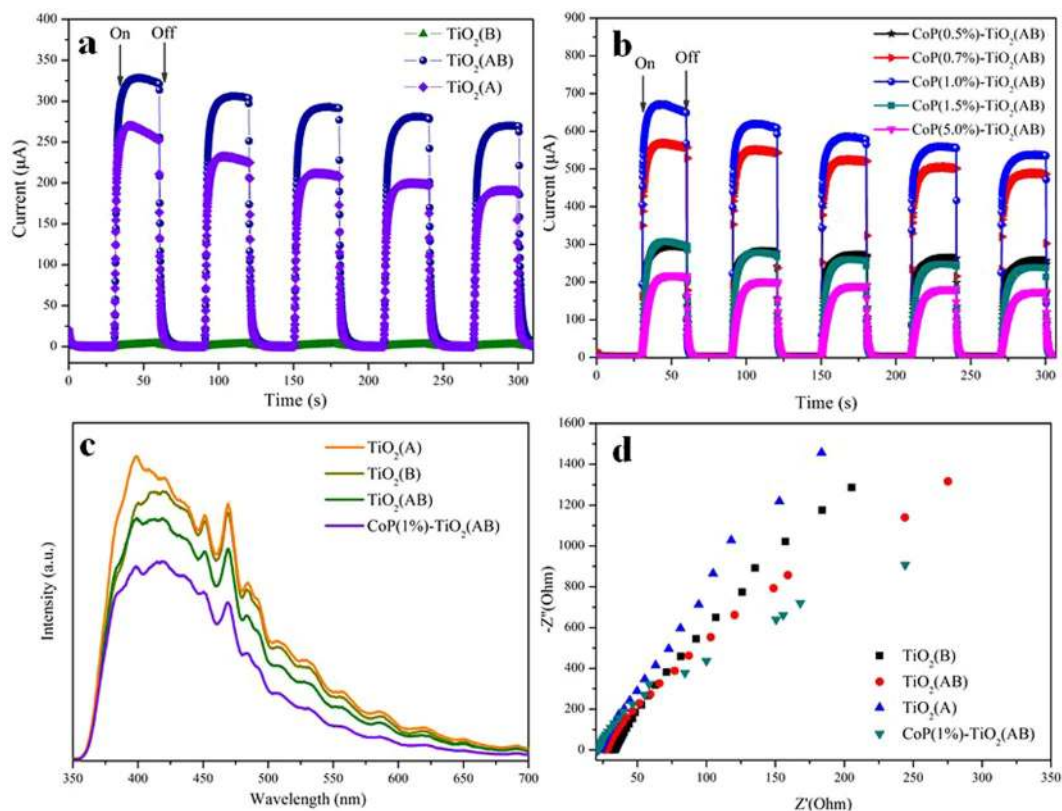 a
On
Off
TiO2(B)
TiO2(AB)
TiO2(A)
400
350
300
250
200
150
100
50
0
Current (µA)
0
50
100
150
200
250
300
Time (s)
b
On
Off
CoP(0.5%)-TiO2(AB)
CoP(0.7%)-TiO2(AB)
CoP(1.0%)-TiO2(AB)
CoP(1.5%)-TiO2(AB)
CoP(5.0%)-TiO2(AB)
900
800
700
600
500
400
300
200
100
0
Current (µA)
0
50
100
150
200
250
300
Time (s)
c
TiO2(A)
TiO2(B)
TiO2(AB)
CoP(1%)-TiO2(AB)
Intensity (a.u.)
350
400
450
500
550
600
650
700
Wavelength (nm)
d
1600
1400
1200
1000
800
600
400
200
0
-Z''(Ohm)
TiO2(B)
TiO2(AB)
TiO2(A)
CoP(1%)-TiO2(AB)
50
100
150
200
250
300
350
Z'(Ohm)